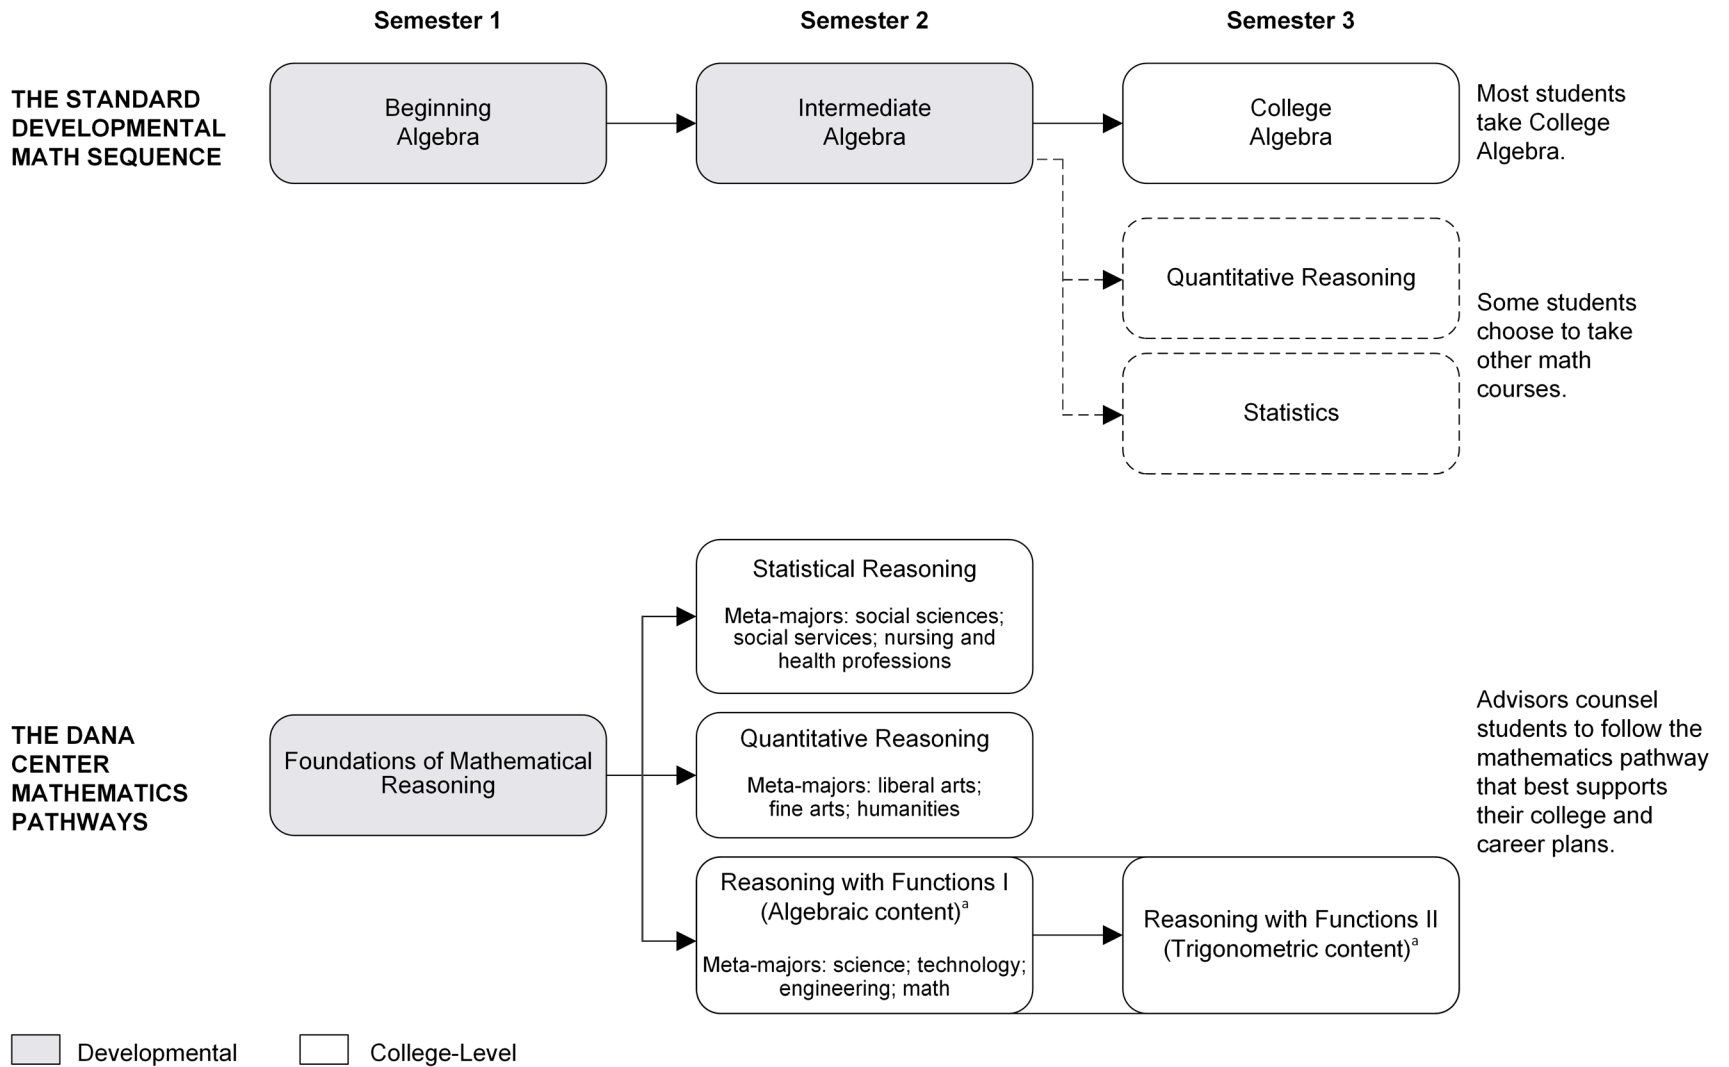 Semester 1
Semester 2
Semester 3
THE STANDARD
DEVELOPMENTAL
MATH SEQUENCE
Beginning
Algebra
Intermediate
Algebra
College
Algebra
Most students
take College
Algebra.
Quantitative Reasoning
Statistics
Some students
choose to take
other math
courses.
THE DANA
CENTER
MATHEMATICS
PATHWAYS
Foundations of Mathematical
Reasoning
Statistical Reasoning
Meta-majors: social sciences;
social services; nursing and
health professions
Quantitative Reasoning
Meta-majors: liberal arts;
fine arts; humanities
Reasoning with Functions I
(Algebraic content)a
Meta-majors: science; technology;
engineering; math
Reasoning with Functions II
(Trigonometric content)a
Advisors counsel
students to follow the
mathematics pathway
that best supports
their college and
career plans.
Developmental
College-Level